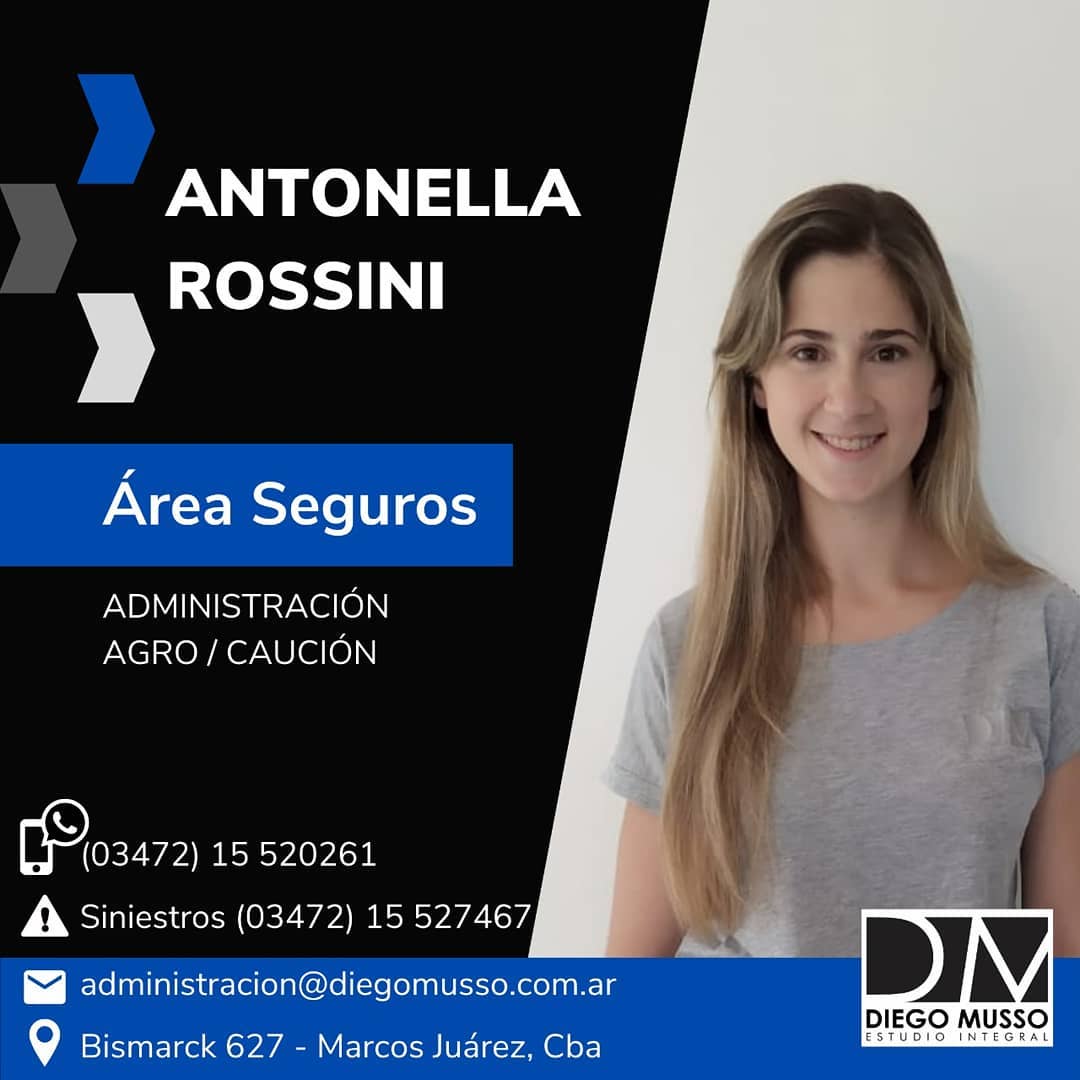 ANTONELLA
ROSSINI
Área Seguros
ADMINISTRACIÓN
AGRO / CAUCIÓN
(03472) 15 520261
Siniestros (03472) 15 527467
administracion@diegomusso.com.ar
Bismarck 627 - Marcos Juárez, Cba
DM
DIEGO MUSSO
ESTUDIO INTEGRAL